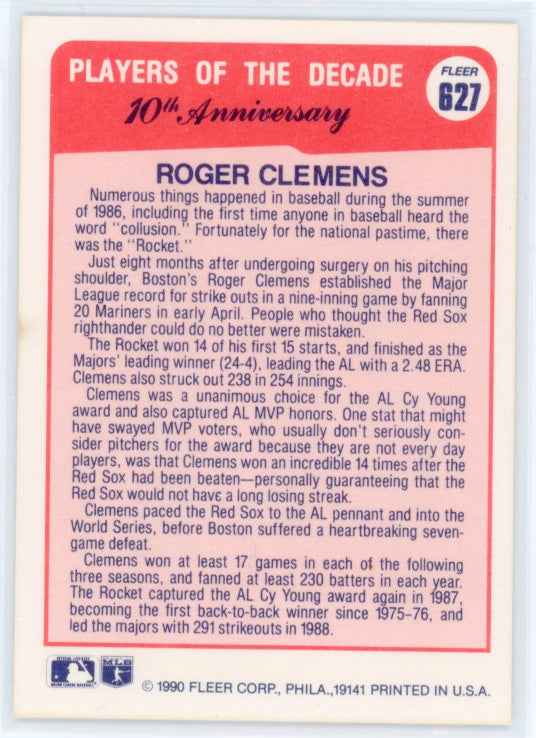 PLAYERS OF THE DECADE
10th Anniversary
FLEER
627
ROGER CLEMENS
Numerous things happened in baseball during the summer
of 1986, including the first time anyone in baseball heard the
word "collusion." Fortunately for the national pastime, there
was the "Rocket."
Just eight months after undergoing surgery on his pitching
shoulder, Boston's Roger Clemens established the Major
League record for strike outs in a nine-inning game by fanning
20 Mariners in early April. People who thought the Red Sox
righthander could do no better were mistaken.
The Rocket won 14 of his first 15 starts, and finished as the
Majors' leading winner (24-4), leading the AL with a 2.48 ERA.
Clemens also struck out 238 in 254 innings.
Clemens was a unanimous choice for the AL Cy Young
award and also captured AL MVP honors. One stat that might
have swayed MVP voters, who usually don't seriously con-
sider pitchers for the award because they are not every day
players, was that Clemens won an incredible 14 times after the
Red Sox had been beaten—personally guaranteeing that the
Red Sox would not have a long losing streak.
Clemens paced the Red Sox to the AL pennant and into the
World Series, before Boston suffered a heartbreaking seven-
game defeat.
Clemens won at least 17 games in each of the following
three seasons, and fanned at least 230 batters in each year.
The Rocket captured the AL Cy Young award again in 1987,
becoming the first back-to-back winner since 1975-76, and
led the majors with 291 strikeouts in 1988.
MLB
© 1990 FLEER CORP., PHILA.,19141 PRINTED IN U.S.A.